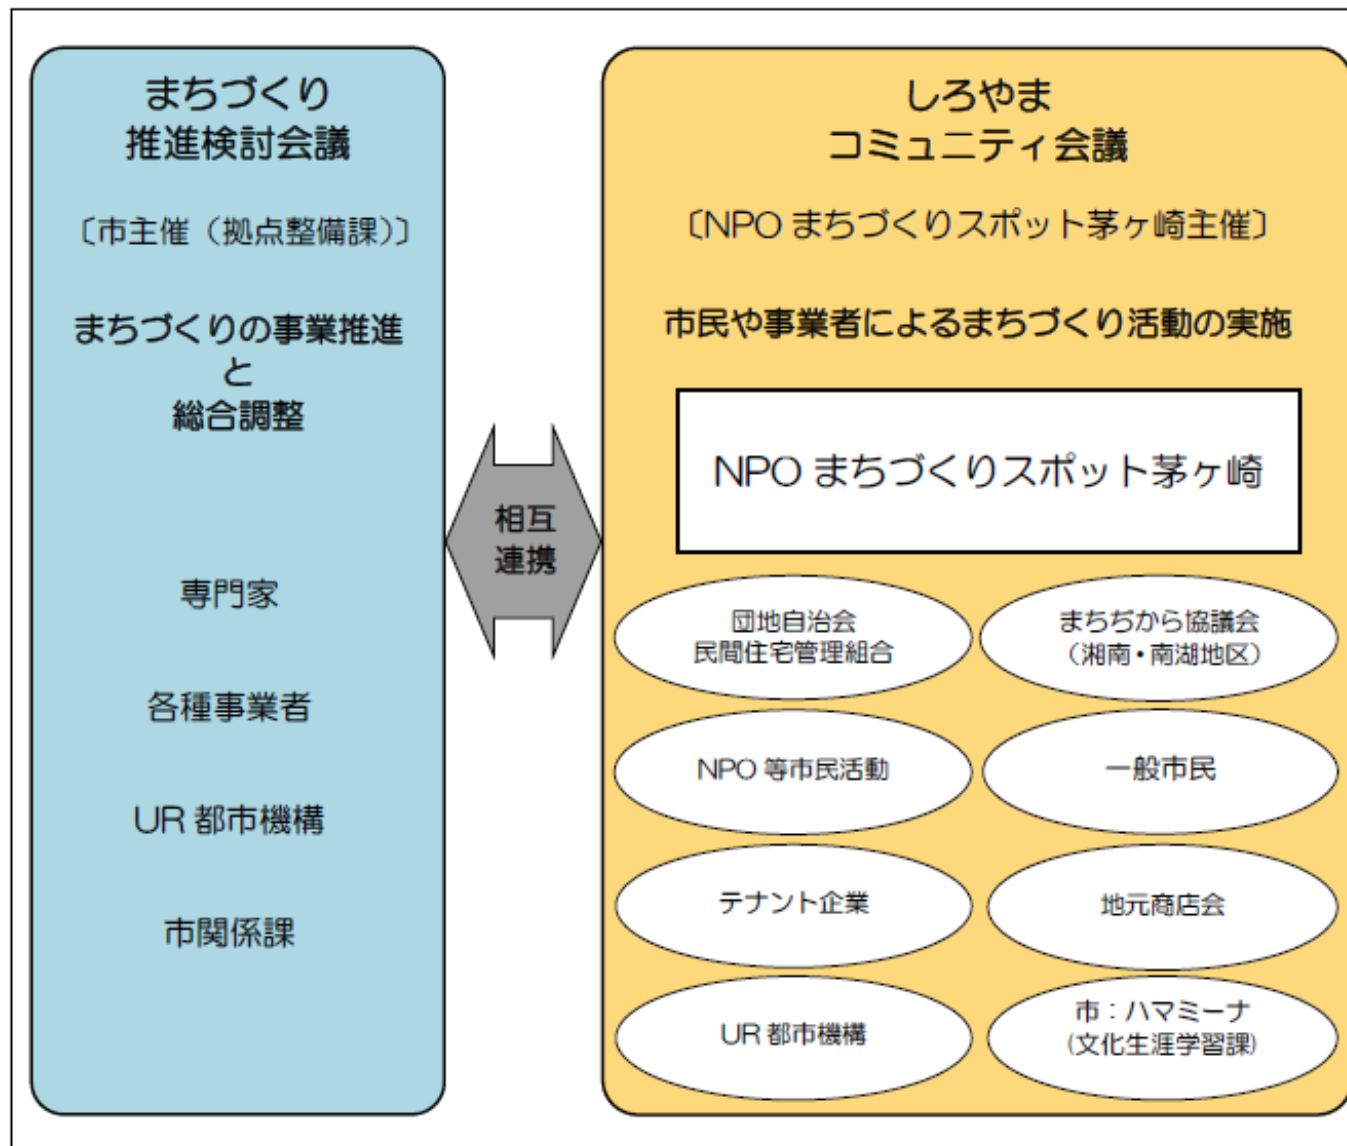 まちづくり
推進検討会議
〔市主催（拠点整備課）〕
まちづくりの事業推進
と
総合調整
専門家
各種事業者
UR 都市機構
市関係課
相互
連携
しろやま
コミュニティ会議
〔NPO まちづくりスポット茅ヶ崎主催〕
市民や事業者によるまちづくり活動の実施
NPO まちづくりスポット茅ヶ崎
団地自治会
民間住宅管理組合
まちぢから協議会
（湘南・南湖地区）
NPO 等市民活動
一般市民
テナント企業
地元商店会
UR 都市機構
市：ハマミーナ
(文化生涯学習課)